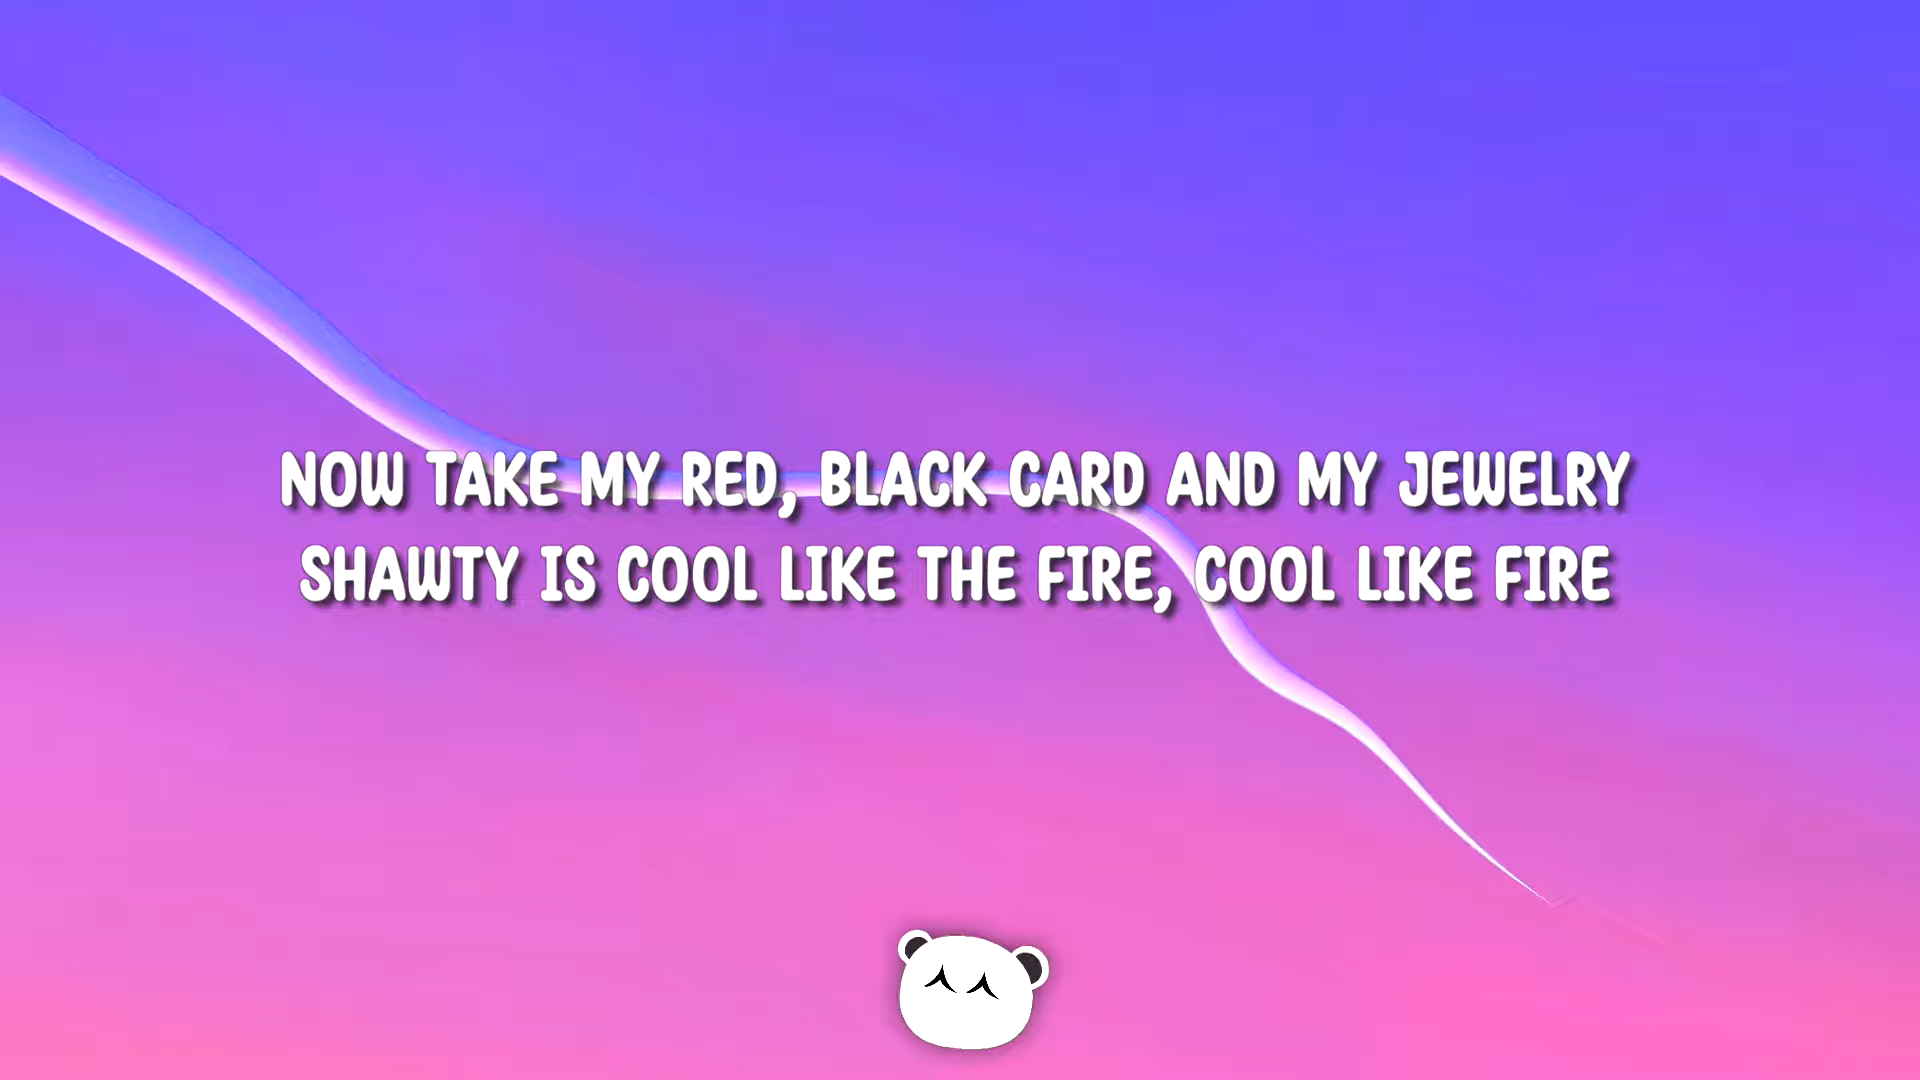 NOW TAKE MY RED, BLACK CARD AND MY JEWELRY
SHAWTY IS COOL LIKE THE FIRE, COOL LIKE FIRE